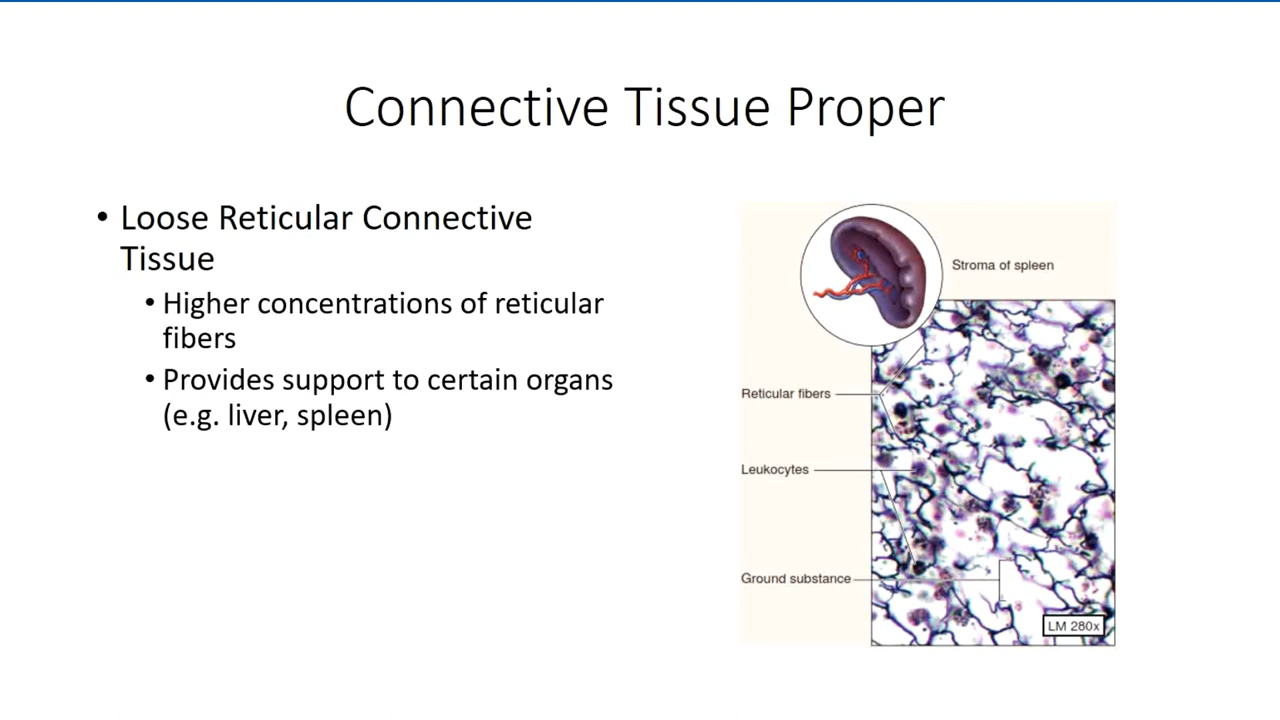 Connective Tissue Proper
• Loose Reticular Connective
Tissue
• Higher concentrations of reticular
fibers
• Provides support to certain organs
(e.g. liver, spleen)
Stroma of spleen
Reticular fibers
Leukocytes
Ground substance
LM 280x